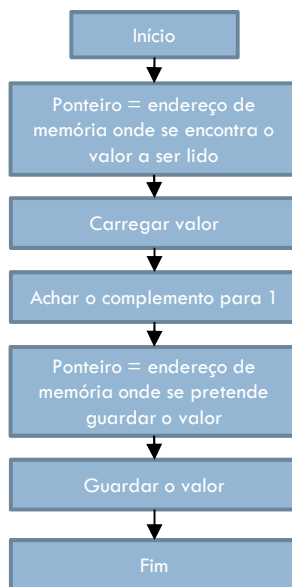 Início
Ponteiro = endereço de
memória onde se encontra o
valor a ser lido
Carregar valor
Achar o complemento para 1
Ponteiro = endereço de
memória onde se pretende
guardar o valor
Guardar o valor
Fim